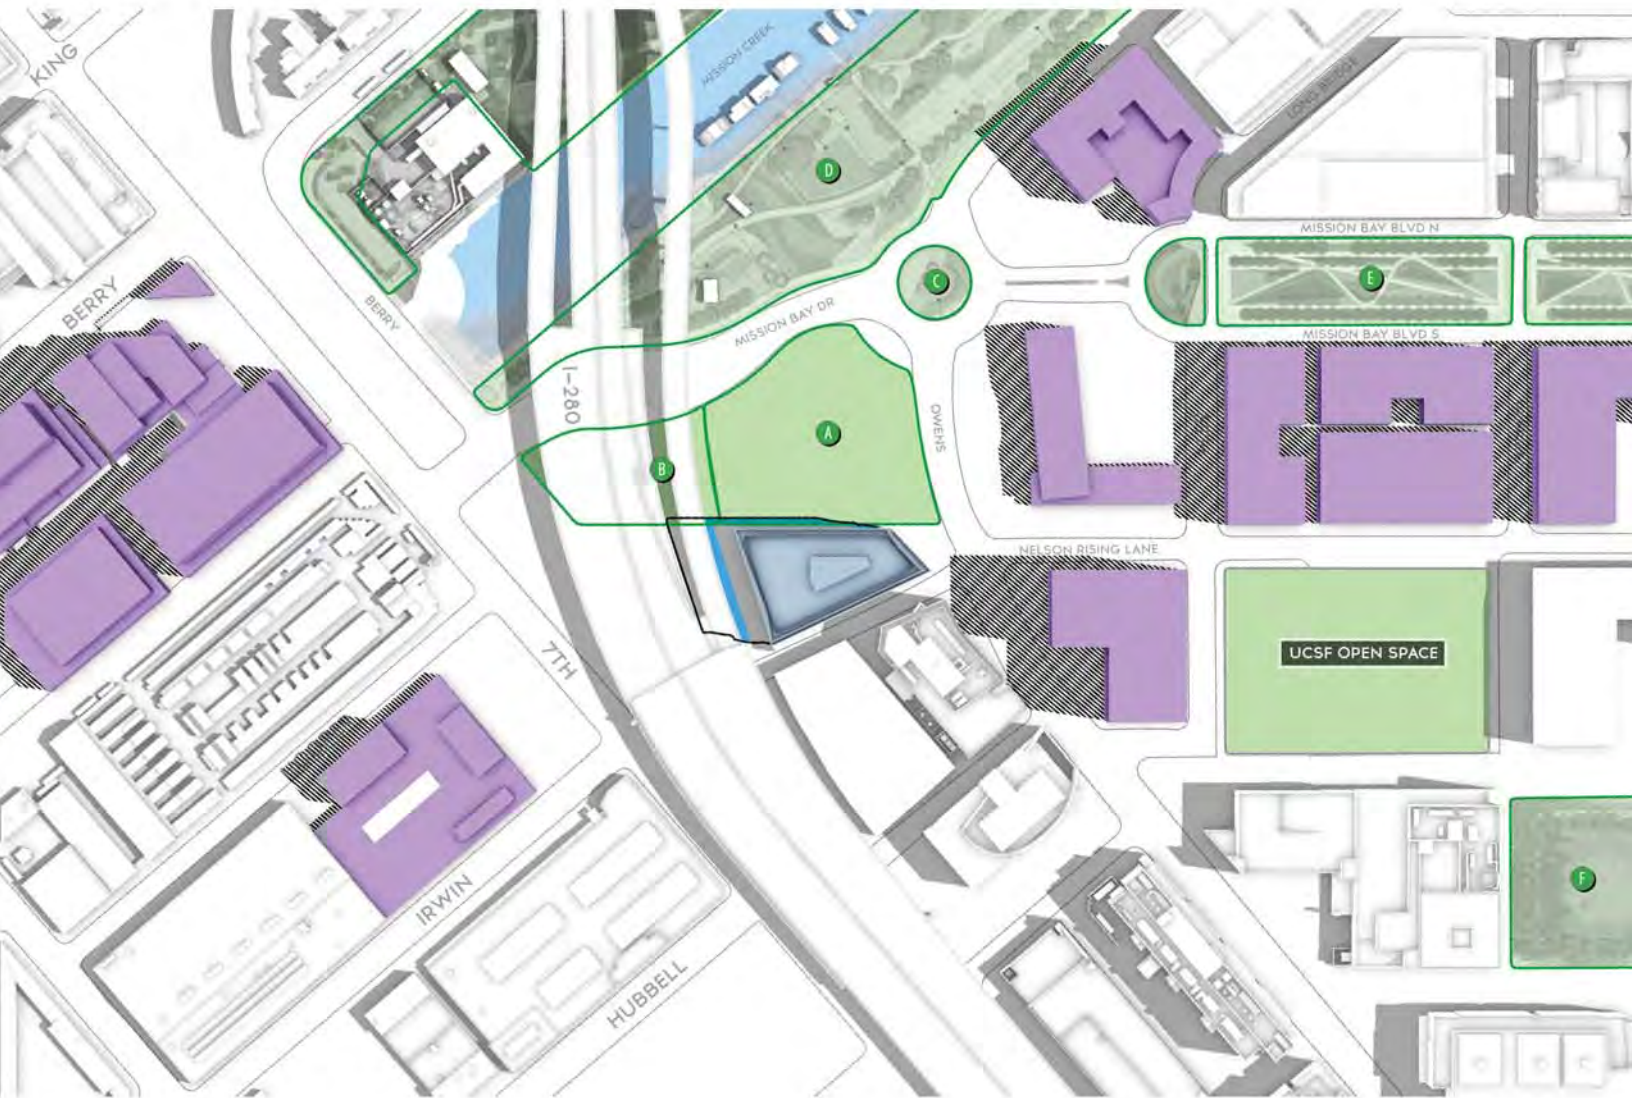 KING
MISSION CREEK
LONG BRIDGE
D
MISSION BAY BLVD N
C
E
BERRY
BERRY
MISSION BAY DR
MISSION BAY BLVD S
I-280
OWENS
A
B
NELSON RISING LANE
7TH
UCSF OPEN SPACE
IRWIN
F
HUBBELL